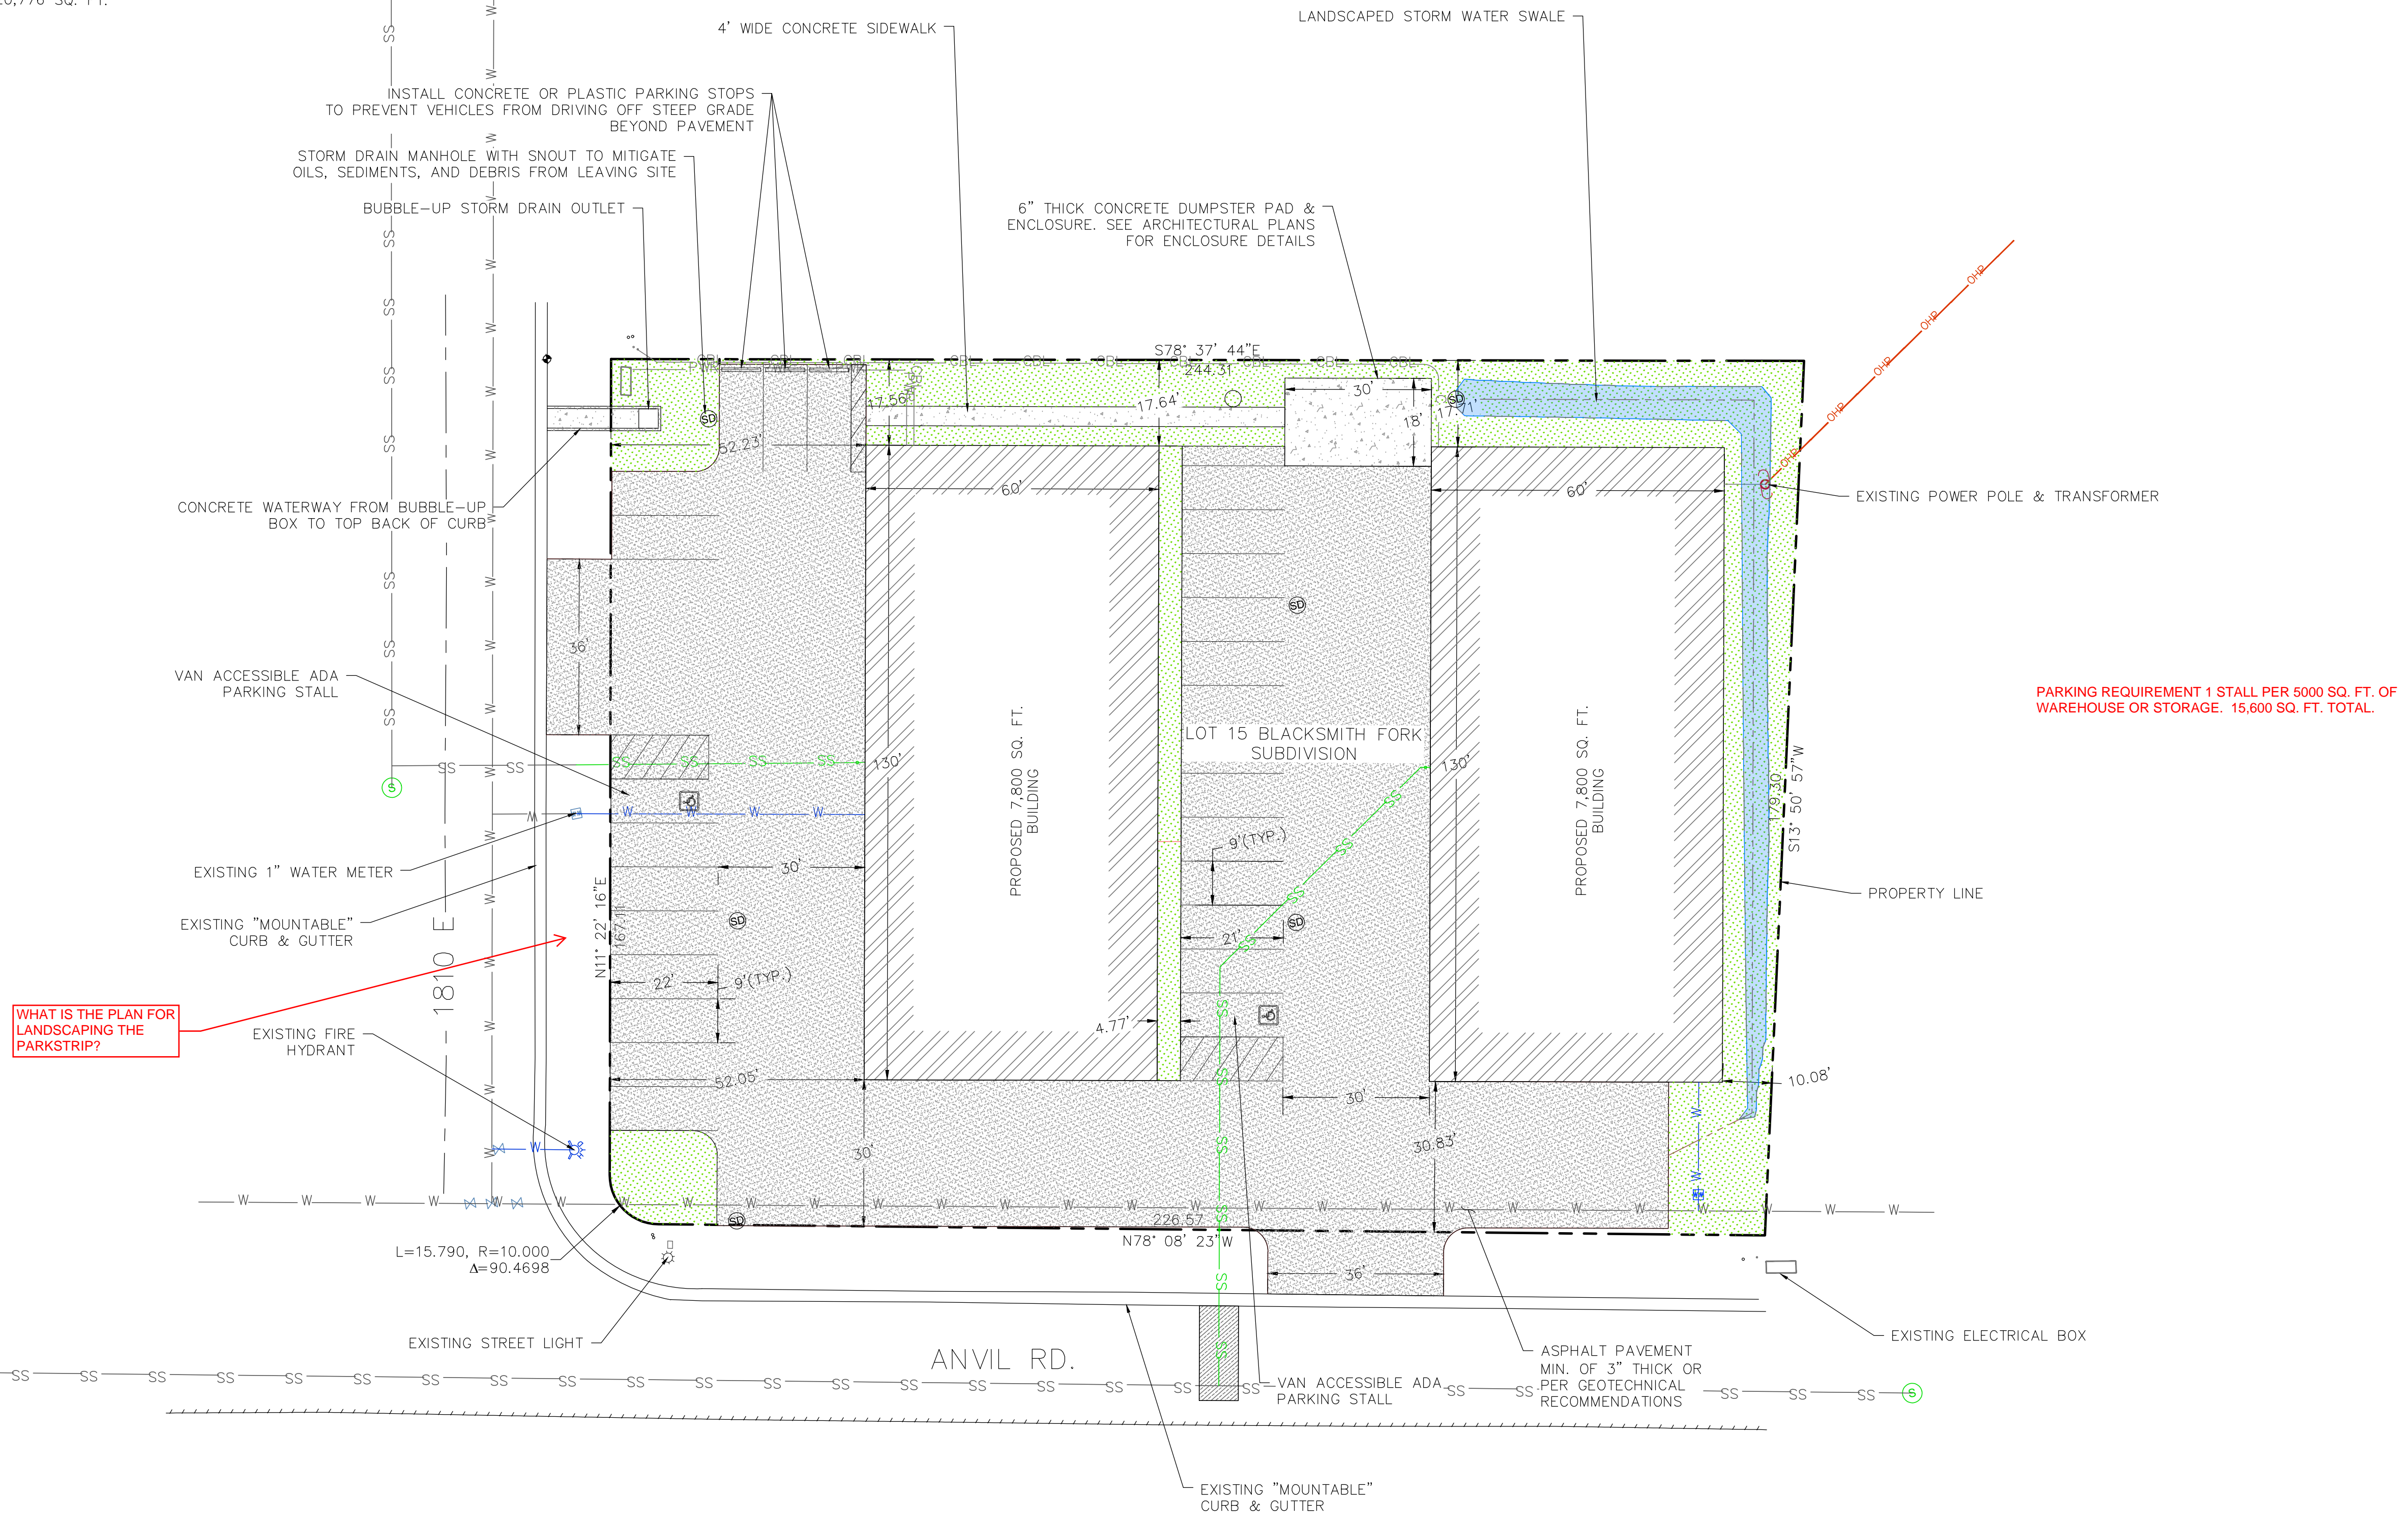 4' WIDE CONCRETE SIDEWALK
LANDSCAPED STORM WATER SWALE
INSTALL CONCRETE OR PLASTIC PARKING STOPS
TO PREVENT VEHICLES FROM DRIVING OFF STEEP GRADE
BEYOND PAVEMENT
STORM DRAIN MANHOLE WITH SNOUT TO MITIGATE
OILS, SEDIMENTS, AND DEBRIS FROM LEAVING SITE
BUBBLE-UP STORM DRAIN OUTLET
6" THICK CONCRETE DUMPSTER PAD &
ENCLOSURE. SEE ARCHITECTURAL PLANS
FOR ENCLOSURE DETAILS
S78° 37' 44"E
244.31
17.56'
17.64'
30'
18'
17.71'
52.23'
60'
60'
CONCRETE WATERWAY FROM BUBBLE-UP
BOX TO TOP BACK OF CURB
EXISTING POWER POLE & TRANSFORMER
OHP
OHP
OHP
OHP
OHP
36'
VAN ACCESSIBLE ADA
PARKING STALL
PARKING REQUIREMENT 1 STALL PER 5000 SQ. FT. OF
WAREHOUSE OR STORAGE.  15,600 SQ. FT. TOTAL.
LOT 15 BLACKSMITH FORK
SUBDIVISION
130'
130'
PROPOSED 7,800 SQ. FT.
BUILDING
PROPOSED 7,800 SQ. FT.
BUILDING
179.30
S13° 50' 57"W
EXISTING 1" WATER METER
30'
9'(TYP.)
PROPERTY LINE
EXISTING "MOUNTABLE"
CURB & GUTTER
N11° 22' 16"E
167.11
1810 E
21'
22'
9'(TYP.)
WHAT IS THE PLAN FOR
LANDSCAPING THE
PARKSTRIP?
EXISTING FIRE
HYDRANT
4.77'
52.05'
10.08'
30'
30'
30.83'
226.57
N78° 08' 23"W
L=15.790, R=10.000
Δ=90.4698
36'
EXISTING STREET LIGHT
ANVIL RD.
EXISTING ELECTRICAL BOX
VAN ACCESSIBLE ADA
PARKING STALL
ASPHALT PAVEMENT
MIN. OF 3" THICK OR
PER GEOTECHNICAL
RECOMMENDATIONS
EXISTING "MOUNTABLE"
CURB & GUTTER